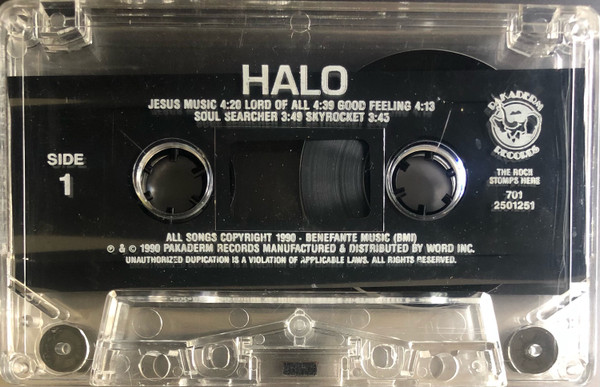 HALO
JESUS MUSIC 4:20 LORD OF ALL 4:39 GOOD FEELING 4:13
SOUL SEARCHER 3:49 SKYROCKET 3:45
PAKADERM
RECORDS
THE ROCK
STOMPS HERE
701
2501251
SIDE
1
ALL SONGS COPYRIGHT 1990 - BENEFANTE MUSIC (BMI)
℗ & © 1990 PAKADERM RECORDS MANUFACTURED & DISTRIBUTED BY WORD INC.
UNAUTHORIZED DUPICATION IS A VIOLATION OF APPLICABLE LAWS. ALL RIGHTS RESERVED.